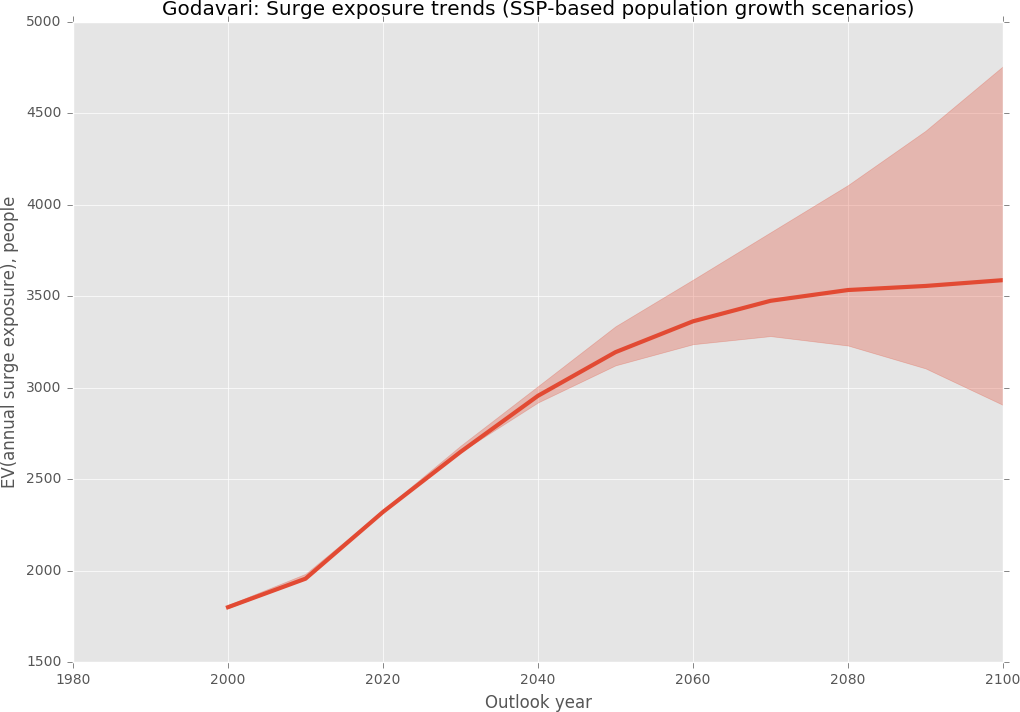 Godavari: Surge exposure trends (SSP-based population growth scenarios)
EV(annual surge exposure), people
5000
4500
4000
3500
3000
2500
2000
1500
1980 2000 2020 2040 2060 2080 2100
Outlook year